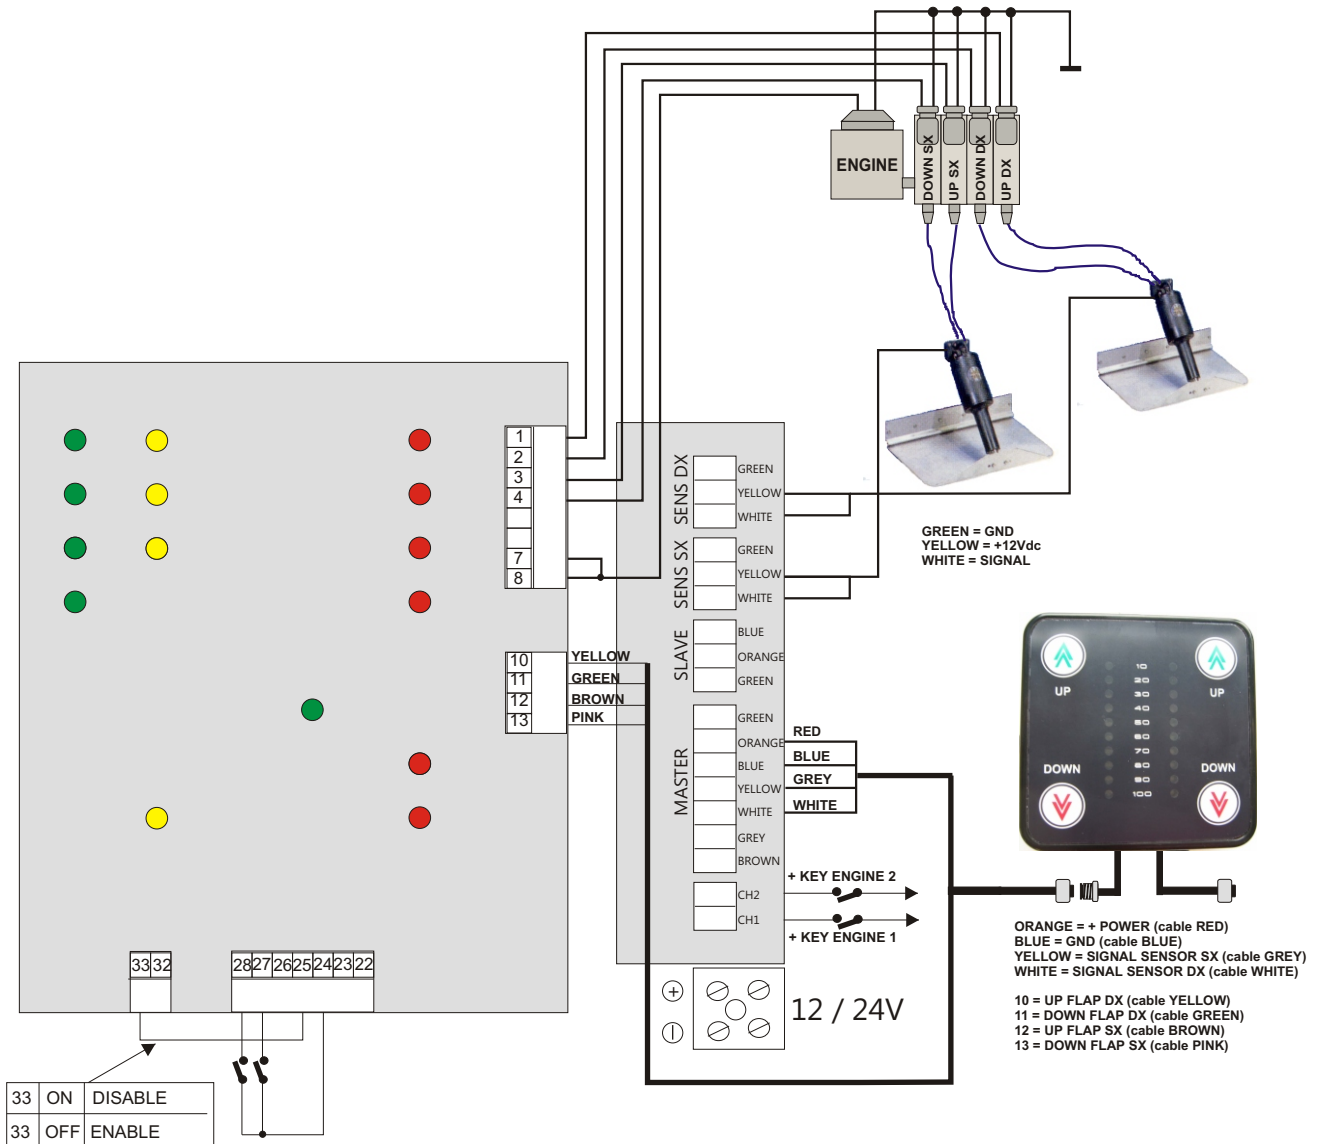 ENGINE
DOWN SX
UP SX
DOWN DX
UP DX
1
2
3
4
7
8
SENS DX
GREEN
YELLOW
WHITE
SENS SX
GREEN
YELLOW
WHITE
GREEN = GND
YELLOW = +12Vdc
WHITE = SIGNAL
SLAVE
BLUE
ORANGE
GREEN
10 YELLOW
11 GREEN
12 BROWN
13 PINK
MASTER
GREEN
ORANGE RED
BLUE BLUE
YELLOW GREY
WHITE WHITE
GREY
BROWN
CH2 + KEY ENGINE 2
CH1 + KEY ENGINE 1
UP
UP
10
20
30
40
50
60
70
80
90
100
DOWN
DOWN
ORANGE = + POWER (cable RED)
BLUE = GND (cable BLUE)
YELLOW = SIGNAL SENSOR SX (cable GREY)
WHITE = SIGNAL SENSOR DX (cable WHITE)
10 = UP FLAP DX (cable YELLOW)
11 = DOWN FLAP DX (cable GREEN)
12 = UP FLAP SX (cable BROWN)
13 = DOWN FLAP SX (cable PINK)
33 32
28 27 26 25 24 23 22
+
-
12 / 24V
33 ON DISABLE
33 OFF ENABLE